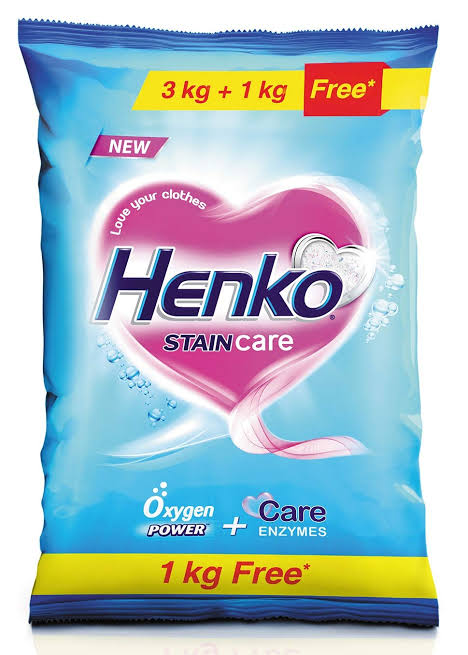 3 kg + 1 kg Free*
NEW
Love your clothes
Henko®
STAIN care
Oxygen POWER + Care ENZYMES
1 kg Free*